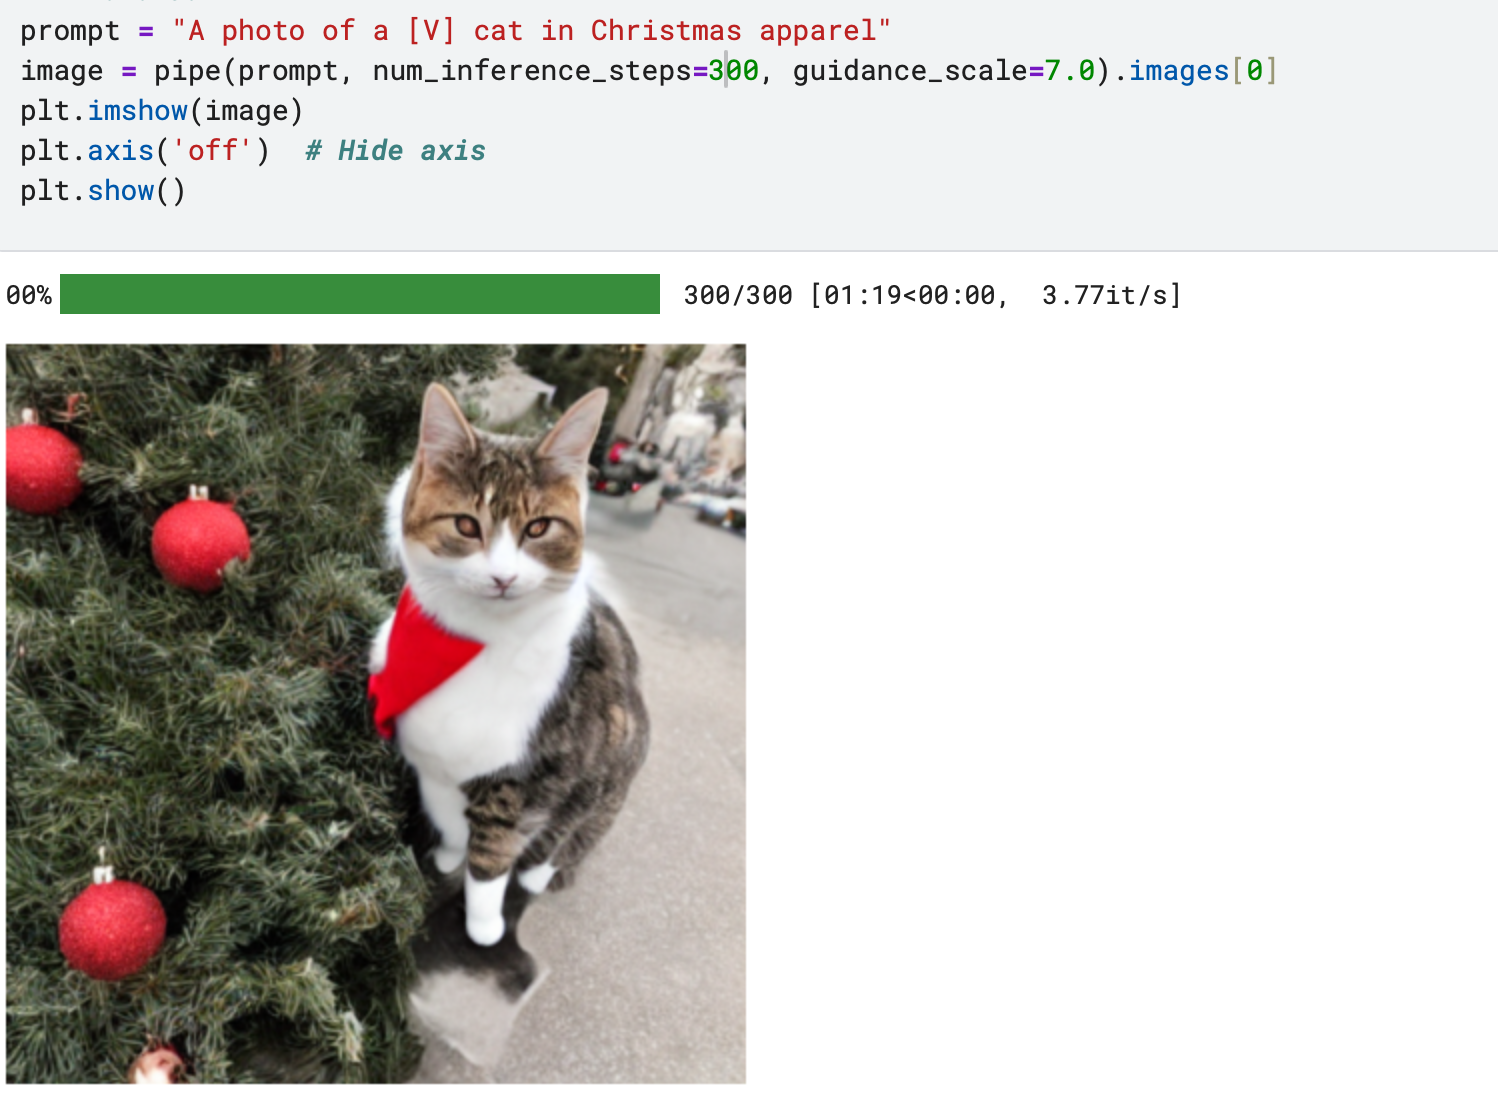 prompt = "A photo of a [V] cat in Christmas apparel"
image = pipe(prompt, num_inference_steps=300, guidance_scale=7.0).images[0]
plt.imshow(image)
plt.axis('off')  # Hide axis
plt.show()
00% 300/300 [01:19<00:00,  3.77it/s]